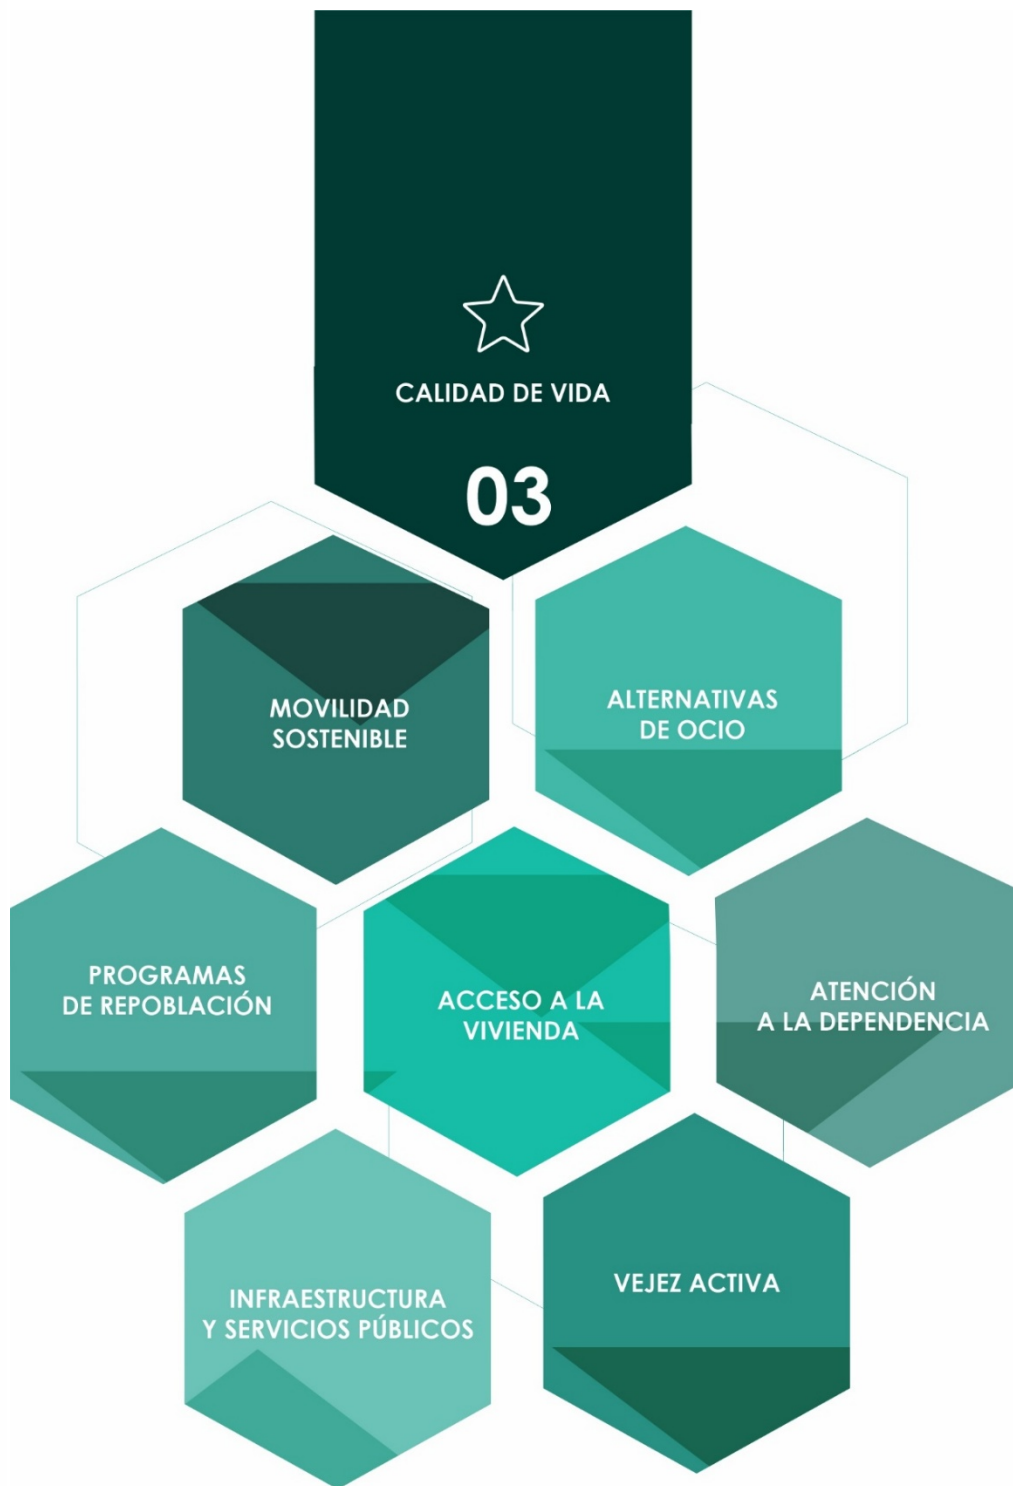 CALIDAD DE VIDA
03
MOVILIDAD
SOSTENIBLE
ALTERNATIVAS
DE OCIO
PROGRAMAS
DE REPOBLACIÓN
ACCESO A LA
VIVIENDA
ATENCIÓN
A LA DEPENDENCIA
INFRAESTRUCTURA
Y SERVICIOS PÚBLICOS
VEJEZ ACTIVA